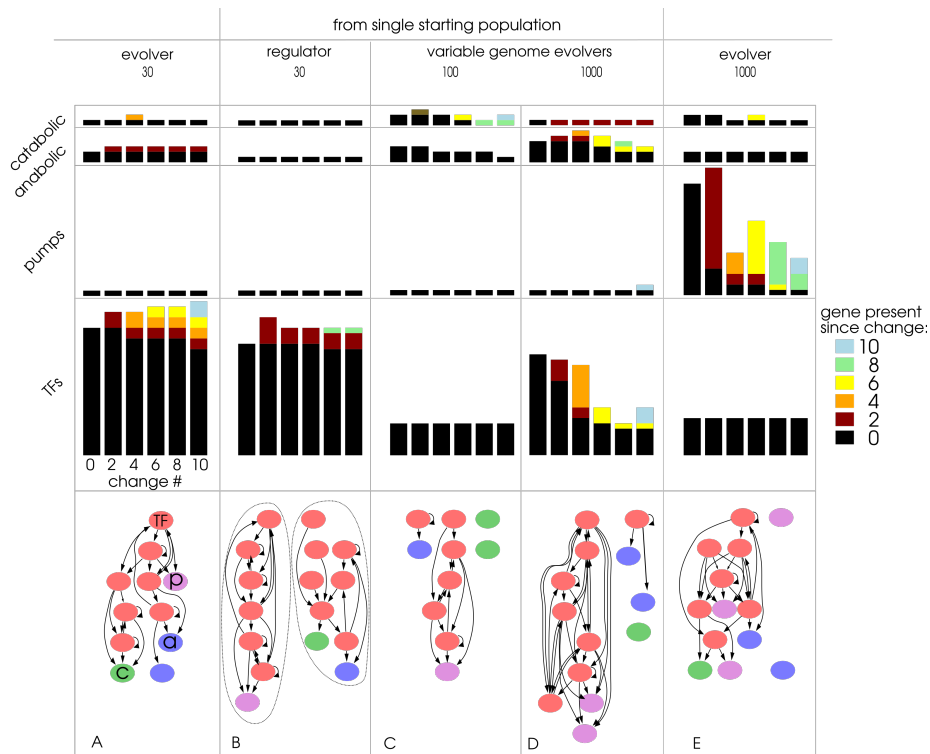 from single starting population
evolver
regulator
variable genome evolvers
evolver
30
30
100
1000
1000
catabolic
anabolic
pumps
TFs
gene present
since change:
10
8
6
4
2
0
0 2 4 6 8 10
change #
TF
p
a
c
A
B
C
D
E